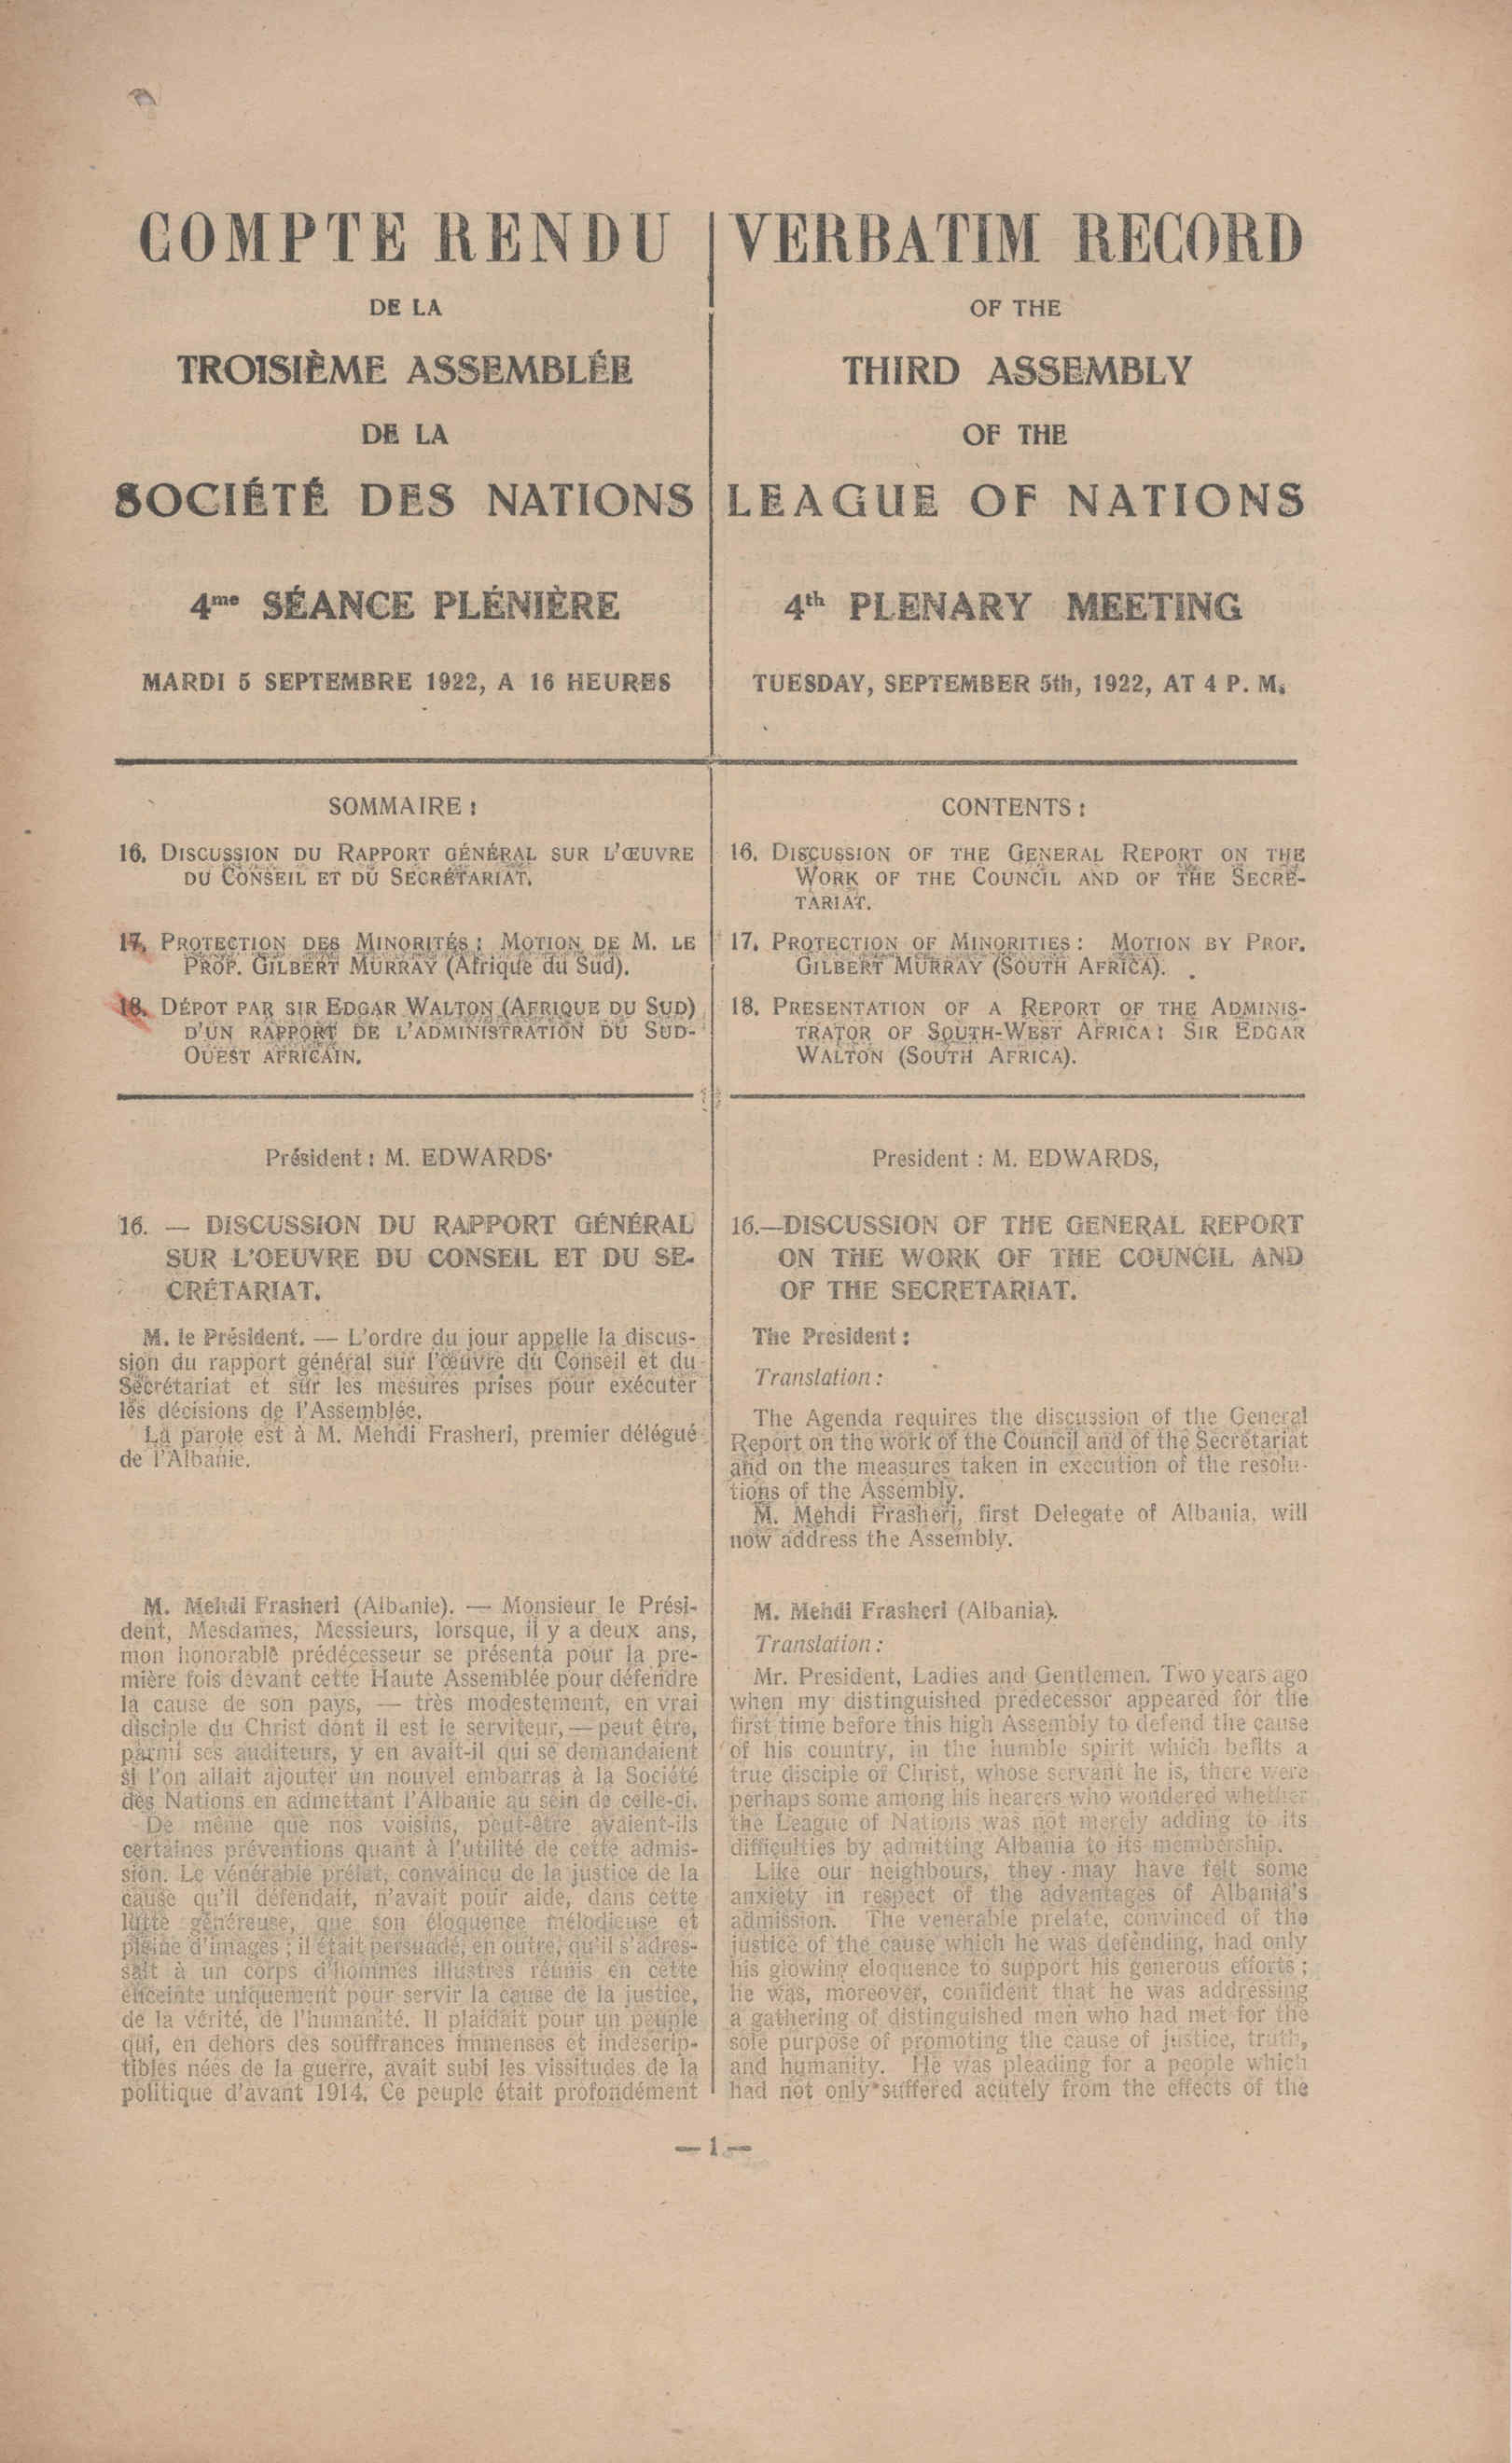 COMPTE RENDU
DE LA
TROISIÈME ASSEMBLÉE
DE LA
SOCIÉTÉ DES NATIONS
4me SÉANCE PLÉNIÈRE
MARDI 5 SEPTEMBRE 1922, A 16 HEURES
SOMMAIRE :
16. DISCUSSION DU RAPPORT GÉNÉRAL SUR L'ŒUVRE
DU CONSEIL ET DU SECRÉTARIAT.
17. PROTECTION DES MINORITÉS : MOTION DE M. LE
PROF. GILBERT MURRAY (Afrique du Sud).
18. DÉPOT PAR SIR EDGAR WALTON (AFRIQUE DU SUD)
D'UN RAPPORT DE L'ADMINISTRATION DU SUD-
OUEST AFRICAIN.
Président : M. EDWARDS.
16. — DISCUSSION DU RAPPORT GÉNÉRAL
SUR L'OEUVRE DU CONSEIL ET DU SE-
CRÉTARIAT.
M. le Président. — L'ordre du jour appelle la discus-
sion du rapport général sur l'œuvre du Conseil et du
Secrétariat et sur les mesures prises pour exécuter
les décisions de l'Assemblée.
La parole est à M. Mehdi Frasheri, premier délégué
de l'Albanie.
M. Mehdi Frasheri (Albanie). — Monsieur le Prési-
dent, Mesdames, Messieurs, lorsque, il y a deux ans,
mon honorable prédécesseur se présenta pour la pre-
mière fois devant cette Haute Assemblée pour défendre
la cause de son pays, — très modestement, en vrai
disciple du Christ dont il est le serviteur, — peut être,
parmi ses auditeurs, y en avait-il qui se demandaient
si l'on allait ajouter un nouvel embarras à la Société
des Nations en admettant l'Albanie au sein de celle-ci.
De même que nos voisins, peut-être avaient-ils
certaines préventions quant à l'utilité de cette admis-
sion. Le vénérable prélat, convaincu de la justice de la
cause qu'il défendait, n'avait pour aide, dans cette
lutte généreuse, que son éloquence mélodieuse et
pleine d'images ; il était persuadé, en outre, qu'il s'adres-
sait à un corps d'hommes illustres réunis en cette
enceinte uniquement pour servir la cause de la justice,
de la vérité, de l'humanité. Il plaidait pour un peuple
qui, en dehors des souffrances immenses et indescrip-
tibles nées de la guerre, avait subi les vissitudes de la
politique d'avant 1914. Ce peuple était profondément
VERBATIM RECORD
OF THE
THIRD ASSEMBLY
OF THE
LEAGUE OF NATIONS
4th PLENARY MEETING
TUESDAY, SEPTEMBER 5th, 1922, AT 4 P. M.
CONTENTS :
16. DISCUSSION OF THE GENERAL REPORT ON THE
WORK OF THE COUNCIL AND OF THE SECRE-
TARIAT.
17. PROTECTION OF MINORITIES : MOTION BY PROF.
GILBERT MURRAY (SOUTH AFRICA).
18. PRESENTATION OF A REPORT OF THE ADMINIS-
TRATOR OF SOUTH-WEST AFRICA : SIR EDGAR
WALTON (SOUTH AFRICA).
President : M. EDWARDS,
16.—DISCUSSION OF THE GENERAL REPORT
ON THE WORK OF THE COUNCIL AND
OF THE SECRETARIAT.
The President :
Translation :
The Agenda requires the discussion of the General
Report on the work of the Council and of the Secretariat
and on the measures taken in execution of the resolu-
tions of the Assembly.
M. Mehdi Frasheri, first Delegate of Albania, will
now address the Assembly.
M. Mehdi Frasheri (Albania).
Translation :
Mr. President, Ladies and Gentlemen. Two years ago
when my distinguished predecessor appeared for the
first time before this high Assembly to defend the cause
of his country, in the humble spirit which befits a
true disciple of Christ, whose servant he is, there were
perhaps some among his hearers who wondered whether
the League of Nations was not merely adding to its
difficulties by admitting Albania to its membership.
Like our neighbours, they may have felt some
anxiety in respect of the advantages of Albania's
admission. The venerable prelate, convinced of the
justice of the cause which he was defending, had only
his glowing eloquence to support his generous efforts ;
he was, moreover, confident that he was addressing
a gathering of distinguished men who had met for the
sole purpose of promoting the cause of justice, truth,
and humanity. He was pleading for a people which
had not only suffered acutely from the effects of the
— 1 —